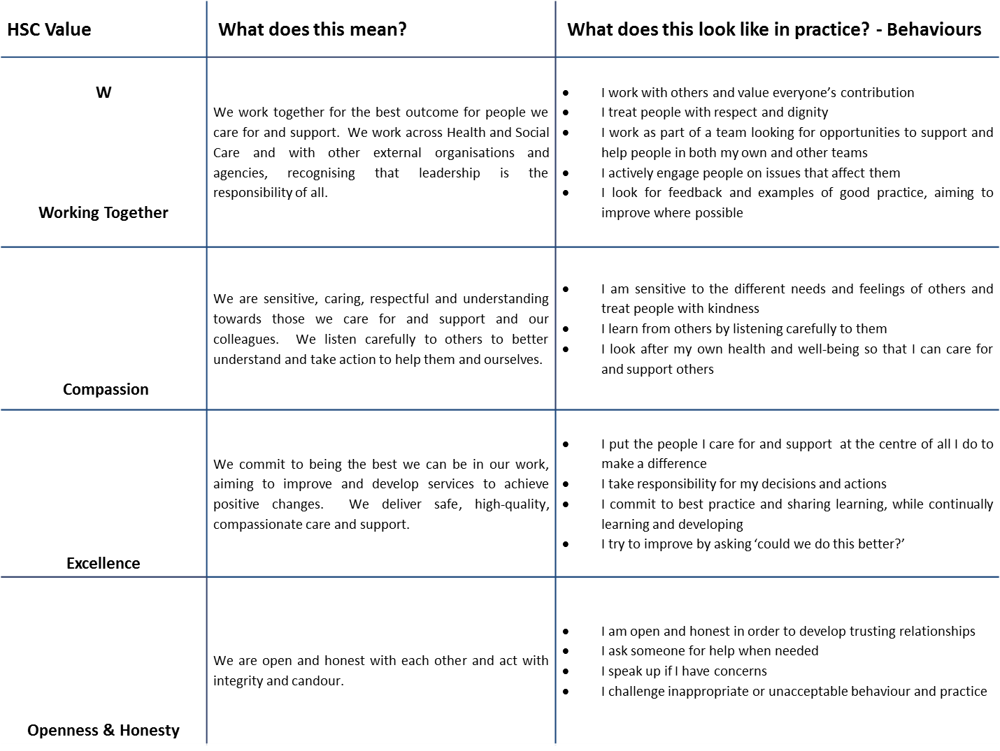 HSC Value
What does this mean?
What does this look like in practice? - Behaviours
W
Working Together
We work together for the best outcome for people we
care for and support. We work across Health and Social
Care and with other external organisations and
agencies, recognising that leadership is the
responsibility of all.
• I work with others and value everyone’s contribution
• I treat people with respect and dignity
• I work as part of a team looking for opportunities to support and
help people in both my own and other teams
• I actively engage people on issues that affect them
• I look for feedback and examples of good practice, aiming to
improve where possible
Compassion
We are sensitive, caring, respectful and understanding
towards those we care for and support and our
colleagues. We listen carefully to others to better
understand and take action to help them and ourselves.
• I am sensitive to the different needs and feelings of others and
treat people with kindness
• I learn from others by listening carefully to them
• I look after my own health and well-being so that I can care for
and support others
Excellence
We commit to being the best we can be in our work,
aiming to improve and develop services to achieve
positive changes. We deliver safe, high-quality,
compassionate care and support.
• I put the people I care for and support at the centre of all I do to
make a difference
• I take responsibility for my decisions and actions
• I commit to best practice and sharing learning, while continually
learning and developing
• I try to improve by asking ‘could we do this better?’
Openness & Honesty
We are open and honest with each other and act with
integrity and candour.
• I am open and honest in order to develop trusting relationships
• I ask someone for help when needed
• I speak up if I have concerns
• I challenge inappropriate or unacceptable behaviour and practice